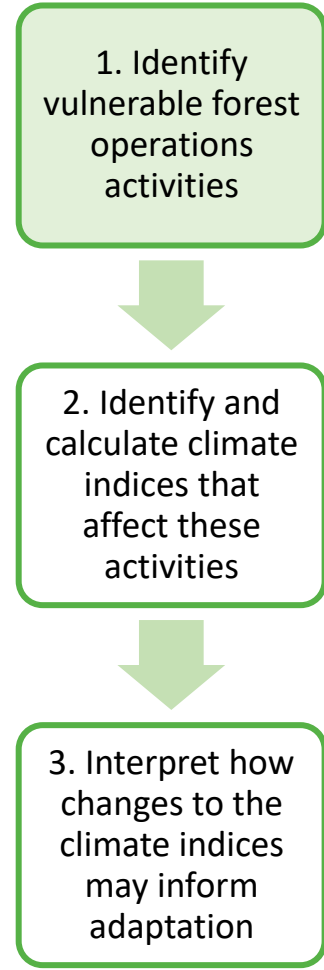 1. Identify
vulnerable forest
operations
activities
2. Identify and
calculate climate
indices that
affect these
activities
3. Interpret how
changes to the
climate indices
may inform
adaptation